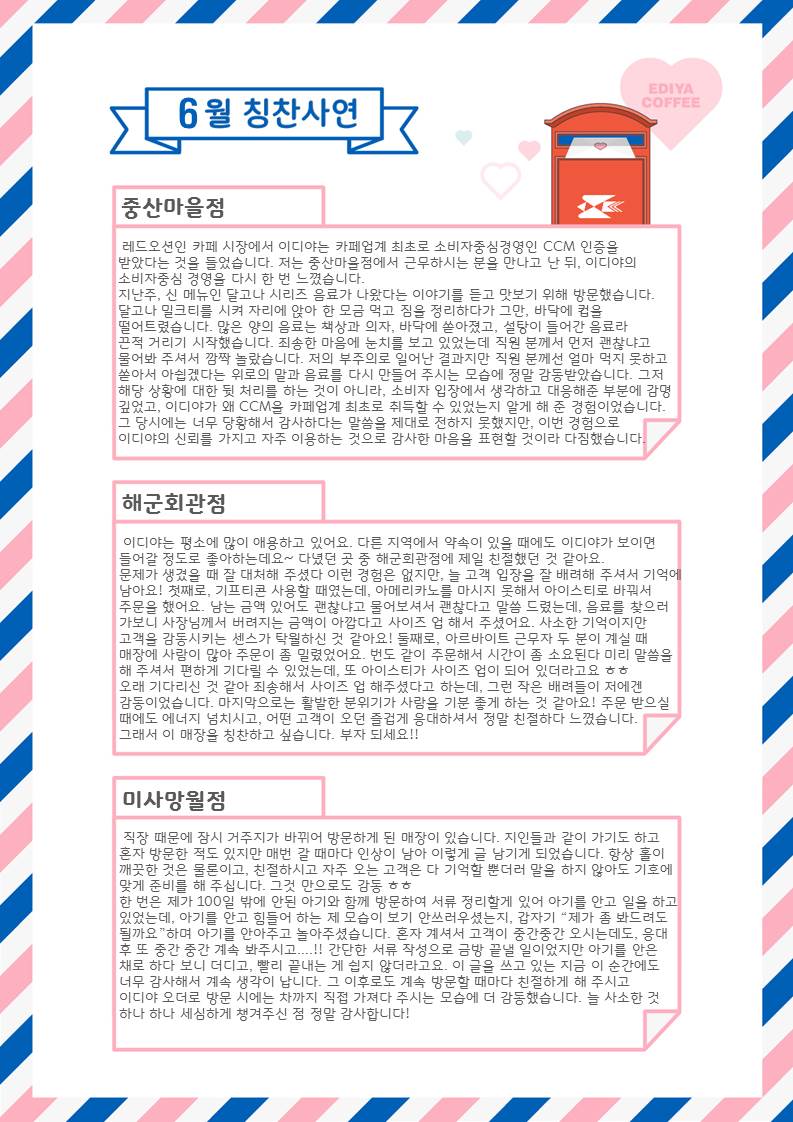 EDIYA
COFFEE
6월 칭찬사연
중산마을점
레드오션인 카페 시장에서 이디야는 카페업계 최초로 소비자중심경영인 CCM 인증을
받았다는 것을 들었습니다. 저는 중산마을점에서 근무하시는 분을 만나고 난 뒤, 이디야의
소비자중심 경영을 다시 한 번 느꼈습니다.
지난주, 신 메뉴인 달고나 시리즈 음료가 나왔다는 이야기를 듣고 맛보기 위해 방문했습니다.
달고나 밀크티를 시켜 자리에 앉아 한 모금 먹고 짐을 정리하다가 그만, 바닥에 컵을
떨어트렸습니다. 많은 양의 음료는 책상과 의자, 바닥에 쏟아졌고, 설탕이 들어간 음료라
끈적 거리기 시작했습니다. 죄송한 마음에 눈치를 보고 있었는데 직원 분께서 먼저 괜찮냐고
물어봐 주셔서 깜짝 놀랐습니다. 저의 부주의로 일어난 결과지만 직원 분께선 얼마 먹지 못하고
쏟아서 아쉽겠다는 위로의 말과 음료를 다시 만들어 주시는 모습에 정말 감동받았습니다. 그저
해당 상황에 대한 뒷 처리를 하는 것이 아니라, 소비자 입장에서 생각하고 대응해준 부분에 감명
깊었고, 이디야가 왜 CCM을 카페업계 최초로 취득할 수 있었는지 알게 해 준 경험이었습니다.
그 당시에는 너무 당황해서 감사하다는 말씀을 제대로 전하지 못했지만, 이번 경험으로
이디야의 신뢰를 가지고 자주 이용하는 것으로 감사한 마음을 표현할 것이라 다짐했습니다.
해군회관점
이디야는 평소에 많이 애용하고 있어요. 다른 지역에서 약속이 있을 때에도 이디야가 보이면
들어갈 정도로 좋아하는데요~ 다녔던 곳 중 해군회관점에 제일 친절했던 것 같아요.
문제가 생겼을 때 잘 대처해 주셨다 이런 경험은 없지만, 늘 고객 입장을 잘 배려해 주셔서 기억에
남아요! 첫째로, 기프티콘 사용할 때였는데, 아메리카노를 마시지 못해서 아이스티로 바꿔서
주문을 했어요. 남는 금액 있어도 괜찮냐고 물어보셔서 괜찮다고 말씀 드렸는데, 음료를 찾으러
가보니 사장님께서 버려지는 금액이 아깝다고 사이즈 업 해서 주셨어요. 사소한 기억이지만
고객을 감동시키는 센스가 탁월하신 것 같아요! 둘째로, 아르바이트 근무자 두 분이 계실 때
매장에 사람이 많아 주문이 좀 밀렸었어요. 번도 같이 주문해서 시간이 좀 소요된다 미리 말씀을
해 주셔서 편하게 기다릴 수 있었는데, 또 아이스티가 사이즈 업이 되어 있더라고요 ㅎㅎ
오래 기다리신 것 같아 죄송해서 사이즈 업 해주셨다고 하는데, 그런 작은 배려들이 저에겐
감동이었습니다. 마지막으로는 활발한 분위기가 사람을 기분 좋게 하는 것 같아요! 주문 받으실
때에도 에너지 넘치시고, 어떤 고객이 오던 즐겁게 응대하셔서 정말 친절하다 느꼈습니다.
그래서 이 매장을 칭찬하고 싶습니다. 부자 되세요!!
미사망월점
직장 때문에 잠시 거주지가 바뀌어 방문하게 된 매장이 있습니다. 지인들과 같이 가기도 하고
혼자 방문한 적도 있지만 매번 갈 때마다 인상이 남아 이렇게 글 남기게 되었습니다. 항상 홀이
깨끗한 것은 물론이고, 친절하시고 자주 오는 고객은 다 기억할 뿐더러 말을 하지 않아도 기호에
맞게 준비를 해 주십니다. 그것 만으로도 감동 ㅎㅎ
한 번은 제가 100일 밖에 안된 아기와 함께 방문하여 서류 정리할게 있어 아기를 안고 일을 하고
있었는데, 아기를 안고 힘들어 하는 제 모습이 보기 안쓰러우셨는지, 갑자기 “제가 좀 봐드려도
될까요”하며 아기를 안아주고 놀아주셨습니다. 혼자 계셔서 고객이 중간중간 오시는데도, 응대
후 또 중간 중간 계속 봐주시고....!! 간단한 서류 작성으로 금방 끝낼 일이었지만 아기를 안은
채로 하다 보니 더디고, 빨리 끝내는 게 쉽지 않더라고요. 이 글을 쓰고 있는 지금 이 순간에도
너무 감사해서 계속 생각이 납니다. 그 이후로도 계속 방문할 때마다 친절하게 해 주시고
이디야 오더로 방문 시에는 차까지 직접 가져다 주시는 모습에 더 감동했습니다. 늘 사소한 것
하나 하나 세심하게 챙겨주신 점 정말 감사합니다!